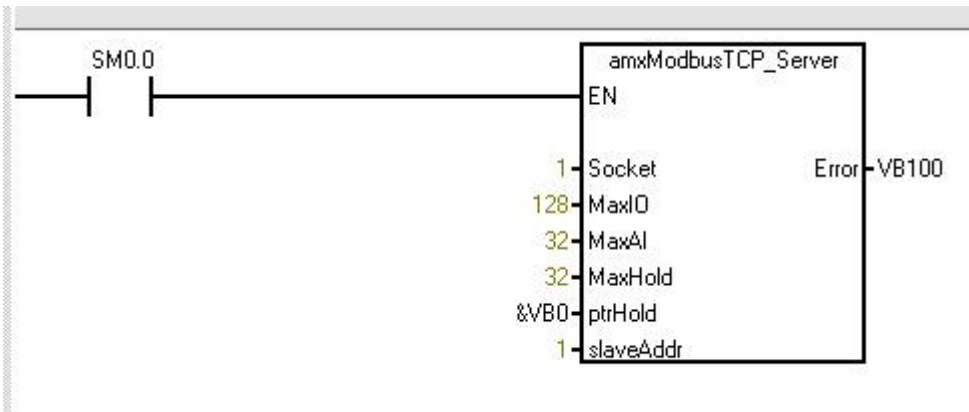 SM0.0
amxModbusTCP_Server
EN
1 Socket Error VB100
128 MaxIO
32 MaxAI
32 MaxHold
&VB0 ptrHold
1 slaveAddr